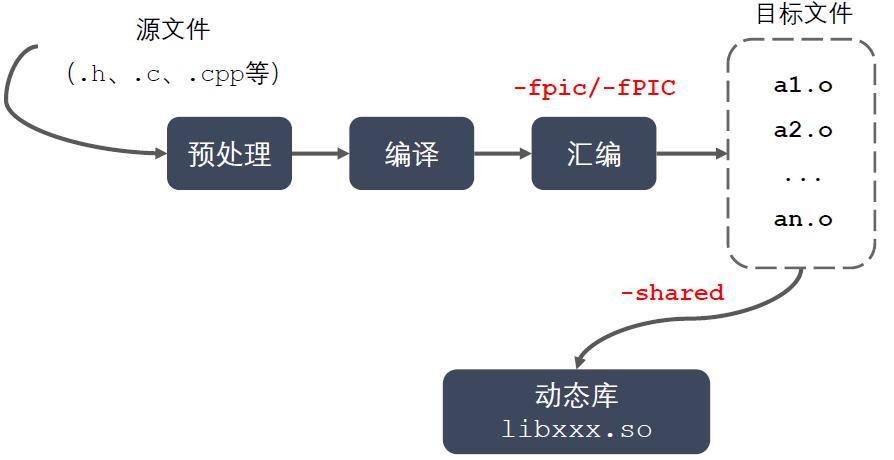 源文件
（.h、.c、.cpp等）
-fpic/-fPIC
预处理
编译
汇编
目标文件
a1.o
a2.o
...
an.o
-shared
动态库
libxxx.so